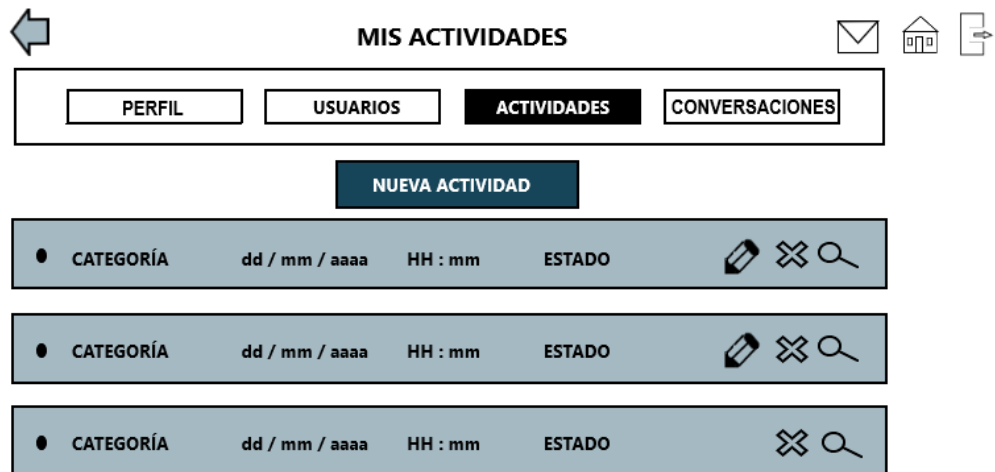 MIS ACTIVIDADES
PERFIL USUARIOS ACTIVIDADES CONVERSACIONES
NUEVA ACTIVIDAD
CATEGORÍA dd / mm / aaaa HH : mm ESTADO
CATEGORÍA dd / mm / aaaa HH : mm ESTADO
CATEGORÍA dd / mm / aaaa HH : mm ESTADO